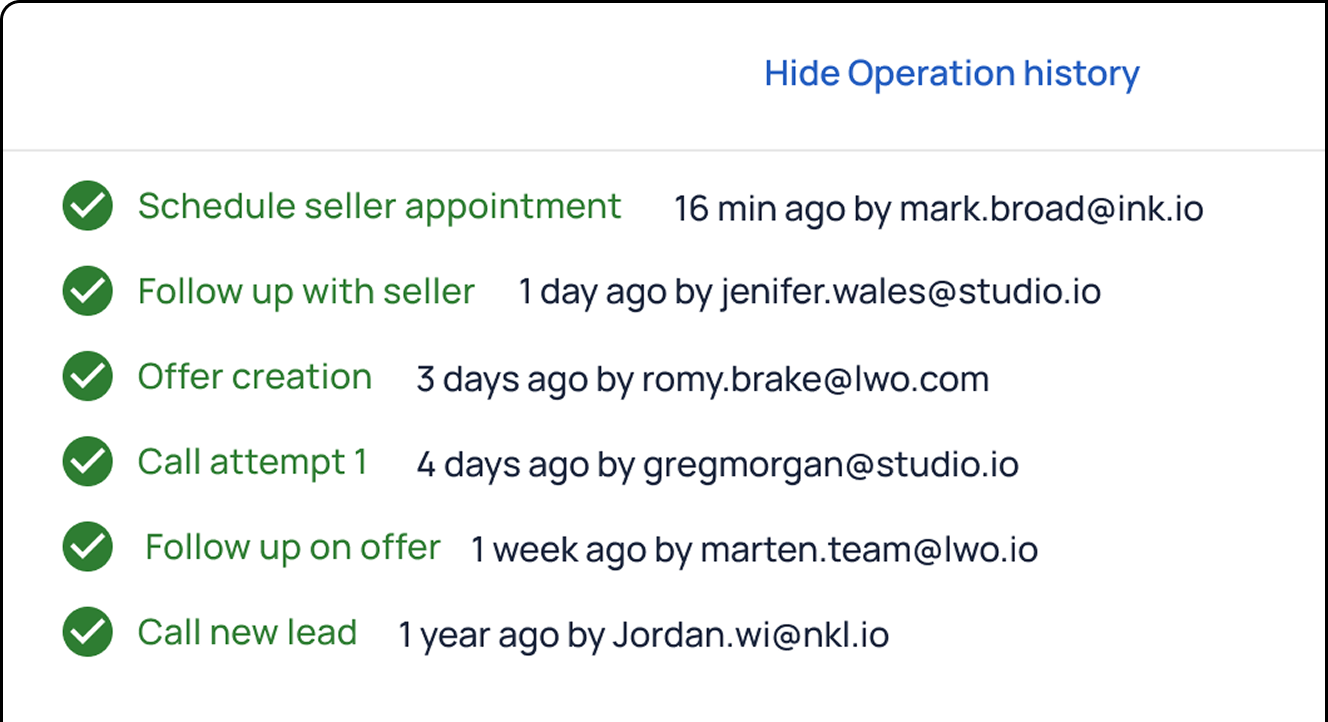 Hide Operation history
Schedule seller appointment 16 min ago by mark.broad@ink.io
Follow up with seller 1 day ago by jenifer.wales@studio.io
Offer creation 3 days ago by romy.brake@lwo.com
Call attempt 1 4 days ago by gregmorgan@studio.io
Follow up on offer 1 week ago by marten.team@lwo.io
Call new lead 1 year ago by Jordan.wi@nkl.io